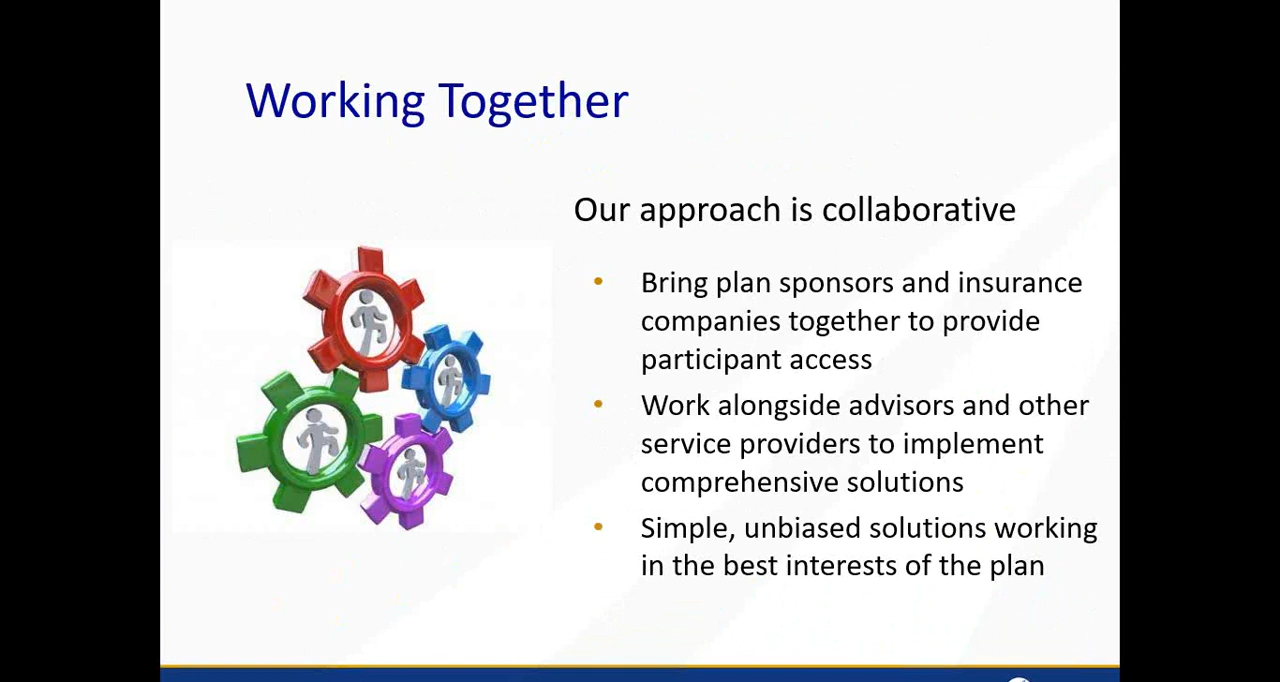 Working Together
Our approach is collaborative
• Bring plan sponsors and insurance
companies together to provide
participant access
• Work alongside advisors and other
service providers to implement
comprehensive solutions
• Simple, unbiased solutions working
in the best interests of the plan